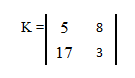 K = | 5 8 |
| 17 3 |